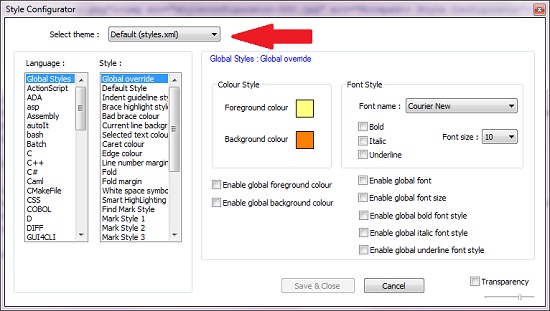 Style Configurator
Select theme : Default (styles.xml)
Language :
Global Styles
ActionScript
ADA
asp
Assembly
autoIt
bash
Batch
C
C++
C#
Caml
CMakeFile
CSS
COBOL
D
DIFF
GUI4CLI
Style :
Global override
Default Style
Indent guideline sty
Brace highlight style
Bad brace colour
Current line backgr
Selected text colou
Caret colour
Edge colour
Line number margin
Fold
Fold margin
White space symbo
Smart HighLighting
Find Mark Style
Mark Style 1
Mark Style 2
Mark Style 3
Global Styles : Global override
Colour Style
Foreground colour
Background colour
Font Style
Font name : Courier New
Bold
Italic
Underline
Font size : 10
Enable global foreground colour
Enable global background colour
Enable global font
Enable global font size
Enable global bold font style
Enable global italic font style
Enable global underline font style
Save & Close
Cancel
Transparency